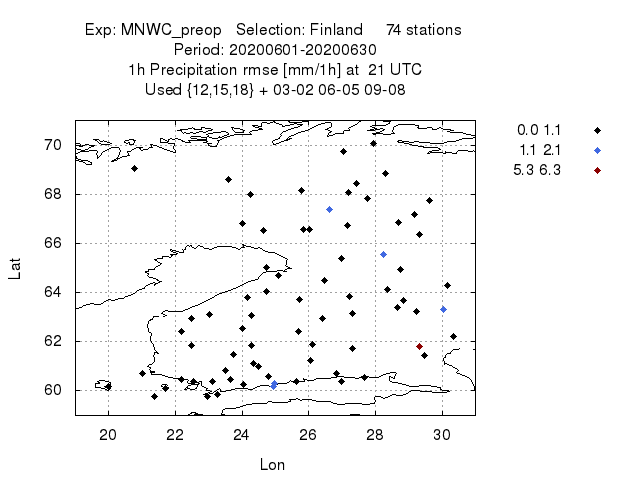 Exp: MNWC_preop Selection: Finland 74 stations
Period: 20200601-20200630
1h Precipitation rmse [mm/1h] at 21 UTC
Used {12,15,18} + 03-02 06-05 09-08
0.0 1.1
1.1 2.1
5.3 6.3
70
68
66
64
62
60
Lat
20 22 24 26 28 30
Lon